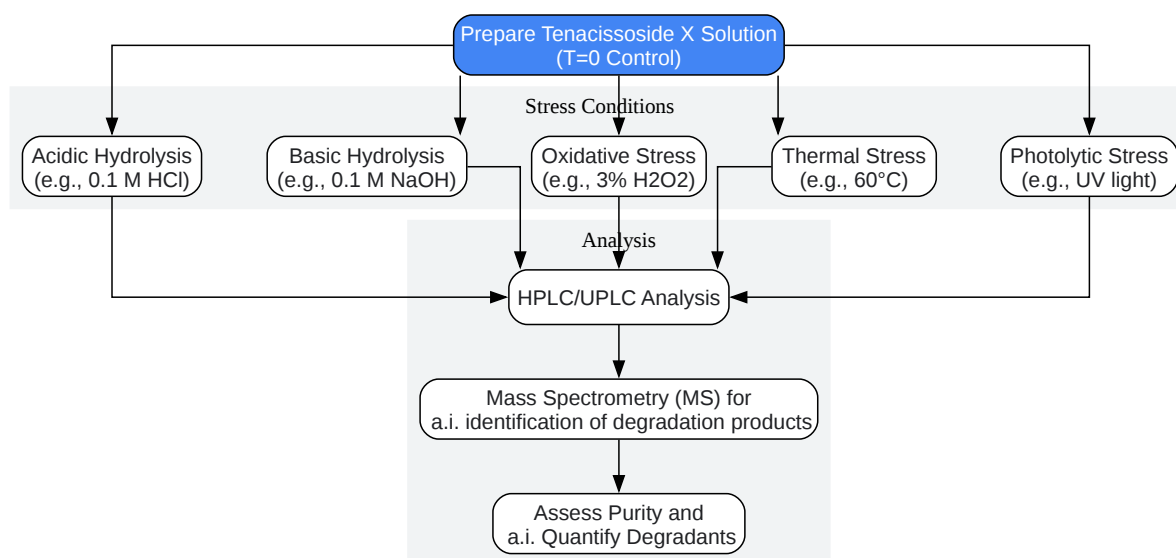 Prepare Tenacissoside X Solution
(T=0 Control)
Stress Conditions
Acidic Hydrolysis
(e.g., 0.1 M HCl)
Basic Hydrolysis
(e.g., 0.1 M NaOH)
Oxidative Stress
(e.g., 3% H2O2)
Thermal Stress
(e.g., 60°C)
Photolytic Stress
(e.g., UV light)
Analysis
HPLC/UPLC Analysis
Mass Spectrometry (MS) for
a.i. identification of degradation products
Assess Purity and
a.i. Quantify Degradants